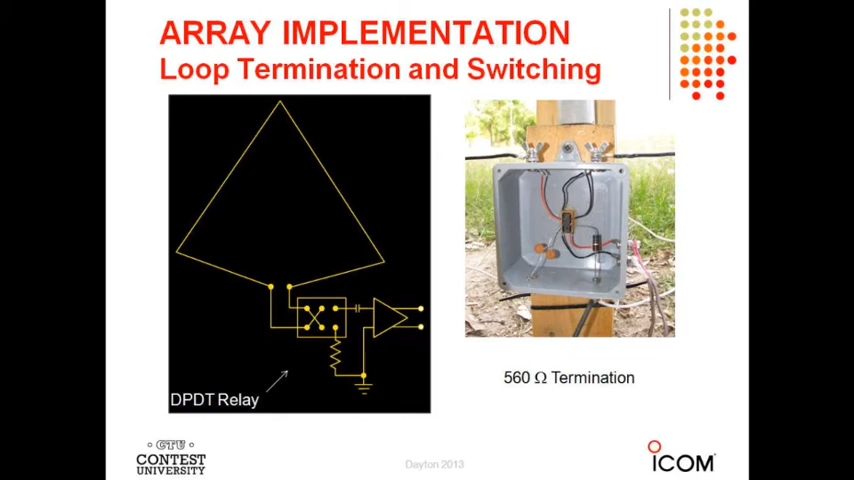 ARRAY IMPLEMENTATION
Loop Termination and Switching
DPDT Relay
560 Ω Termination
CTU
CONTEST
UNIVERSITY
Dayton 2013
ICOM